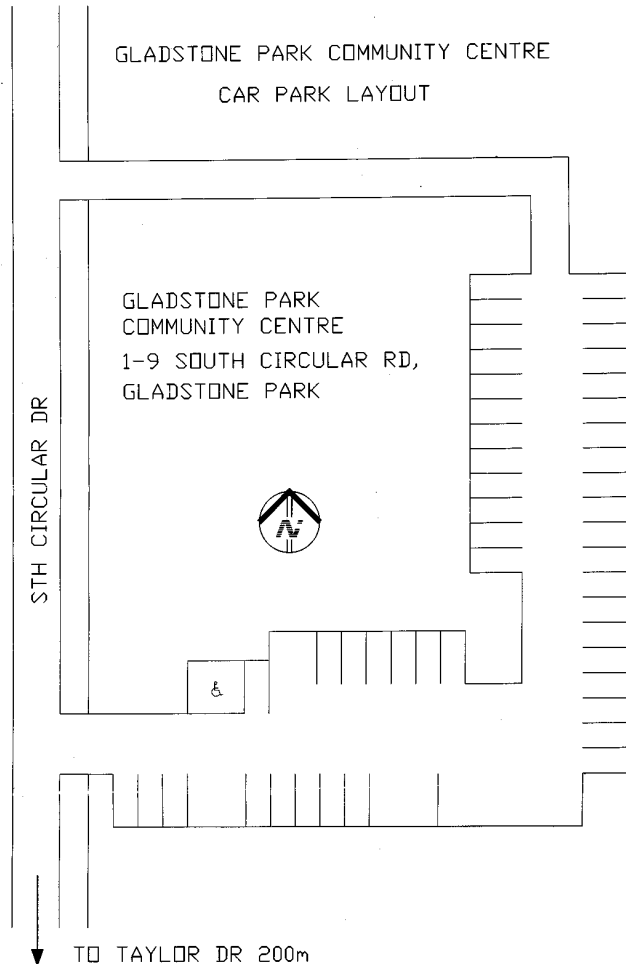 GLADSTONE PARK COMMUNITY CENTRE
CAR PARK LAYOUT
GLADSTONE PARK
COMMUNITY CENTRE
1-9 SOUTH CIRCULAR RD,
GLADSTONE PARK
STH CIRCULAR DR
N
TO TAYLOR DR 200m